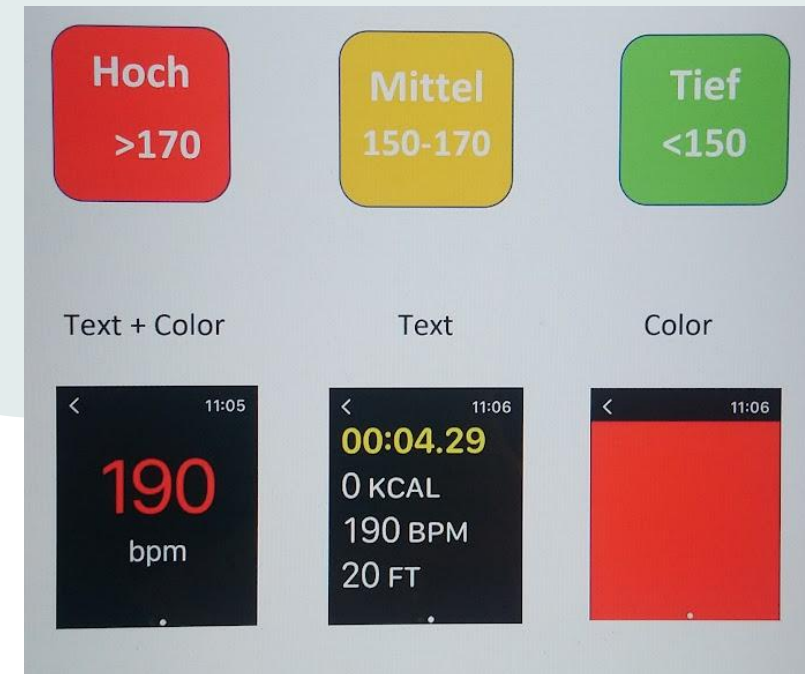 Hoch
>170
Mittel
150-170
Tief
<150
Text + Color
Text
Color
< 11:05
190
bpm
< 11:06
00:04.29
0 KCAL
190 BPM
20 FT
< 11:06